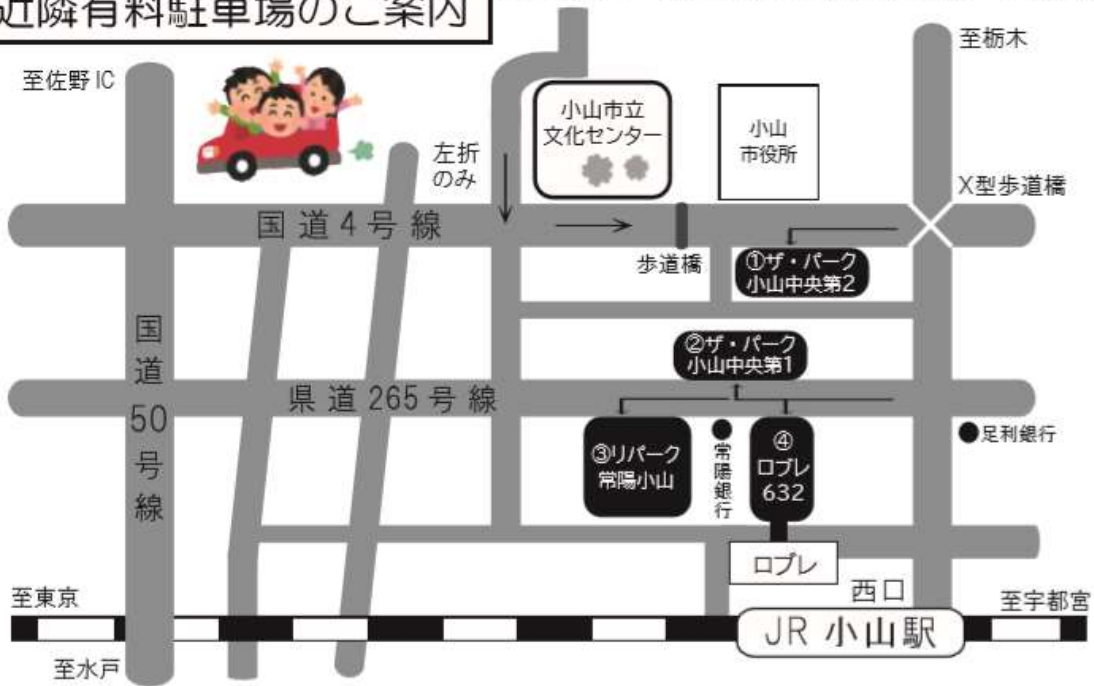 近隣有料駐車場のご案内
至栃木
至佐野IC
小山市立
文化センター
小山
市役所
左折
のみ
X型歩道橋
国道4号線
歩道橋
①ザ・パーク
小山中央第2
国道50号線
②ザ・パーク
小山中央第1
県道265号線
③リパーク
常陽小山
常陽銀行
④
ロブレ
632
足利銀行
ロブレ
西口
至東京
至宇都宮
JR 小山駅
至水戸